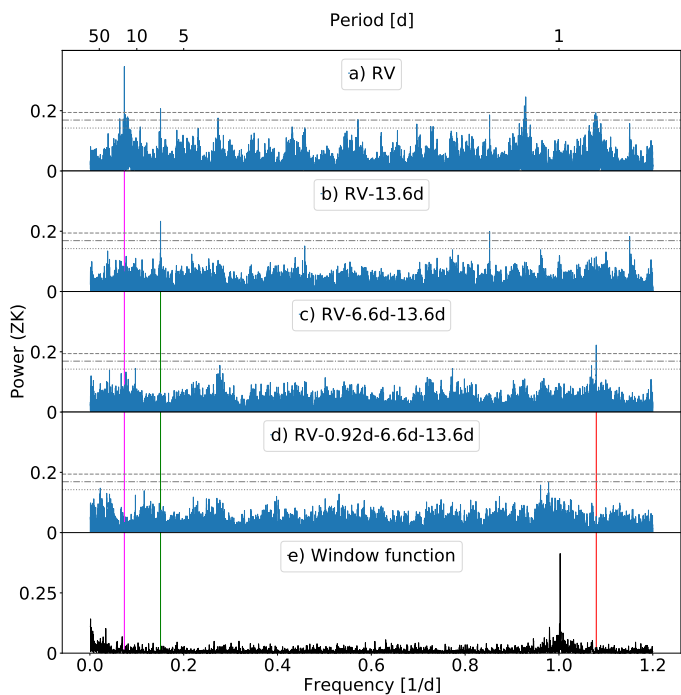 Period [d]
50 10 5 1
a) RV
0.2
0
b) RV-13.6d
0.2
0
c) RV-6.6d-13.6d
0.2
0
d) RV-0.92d-6.6d-13.6d
0.2
0
e) Window function
0.25
0
Power (ZK)
0.0 0.2 0.4 0.6 0.8 1.0 1.2
Frequency [1/d]